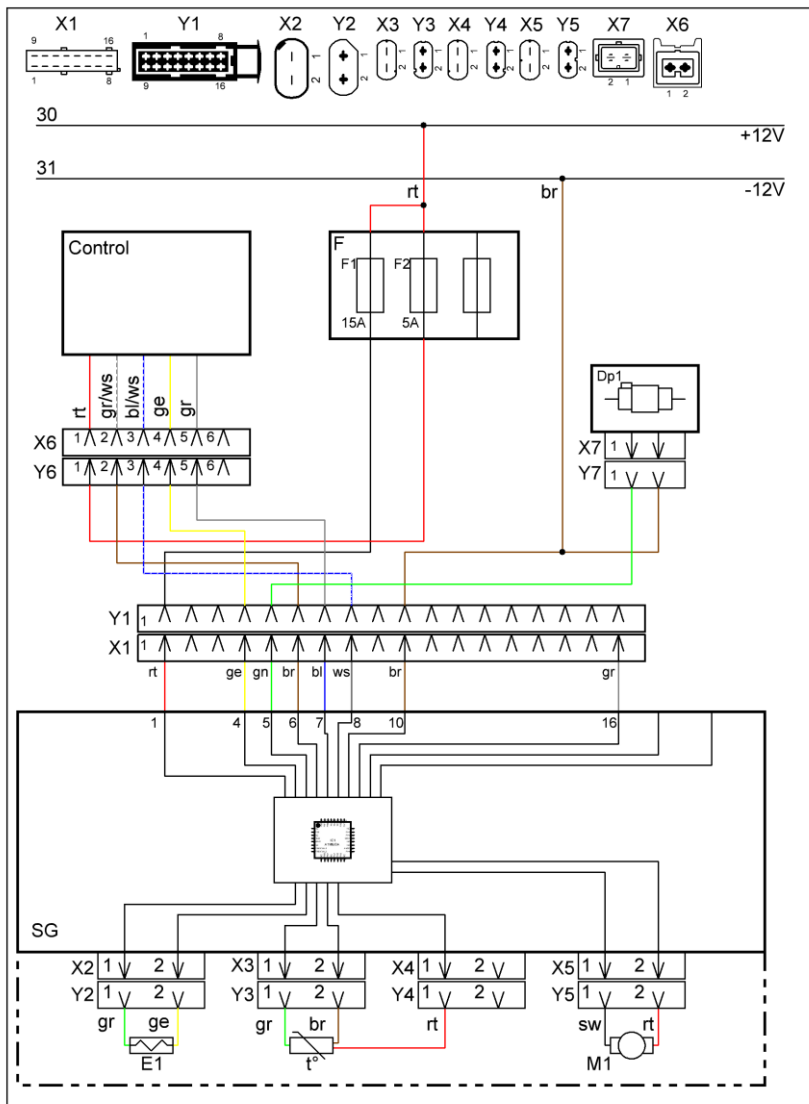 X1 Y1 X2 Y2 X3 Y3 X4 Y4 X5 Y5 X7 X6
9 16 1 8
1 8 9 16
1 2 1 2 1 2 1 2 1 2 1 2 1 2 1 2
2 1 1 2
30
+12V
31
-12V
rt br
Control
F
F1 F2
15A 5A
Dp1
rt gr/ws bl/ws ge gr
X6 1 2 3 4 5 6
Y6 1 2 3 4 5 6
X7 1
Y7 1
Y1 1
X1 1
rt ge gn br bl ws br gr
1 4 5 6 7 8 10 16
SG
X2 1 2 X3 1 2 X4 1 2 X5 1 2
Y2 1 2 Y3 1 2 Y4 1 2 Y5 1 2
gr ge gr br rt sw rt
E1 t° M1